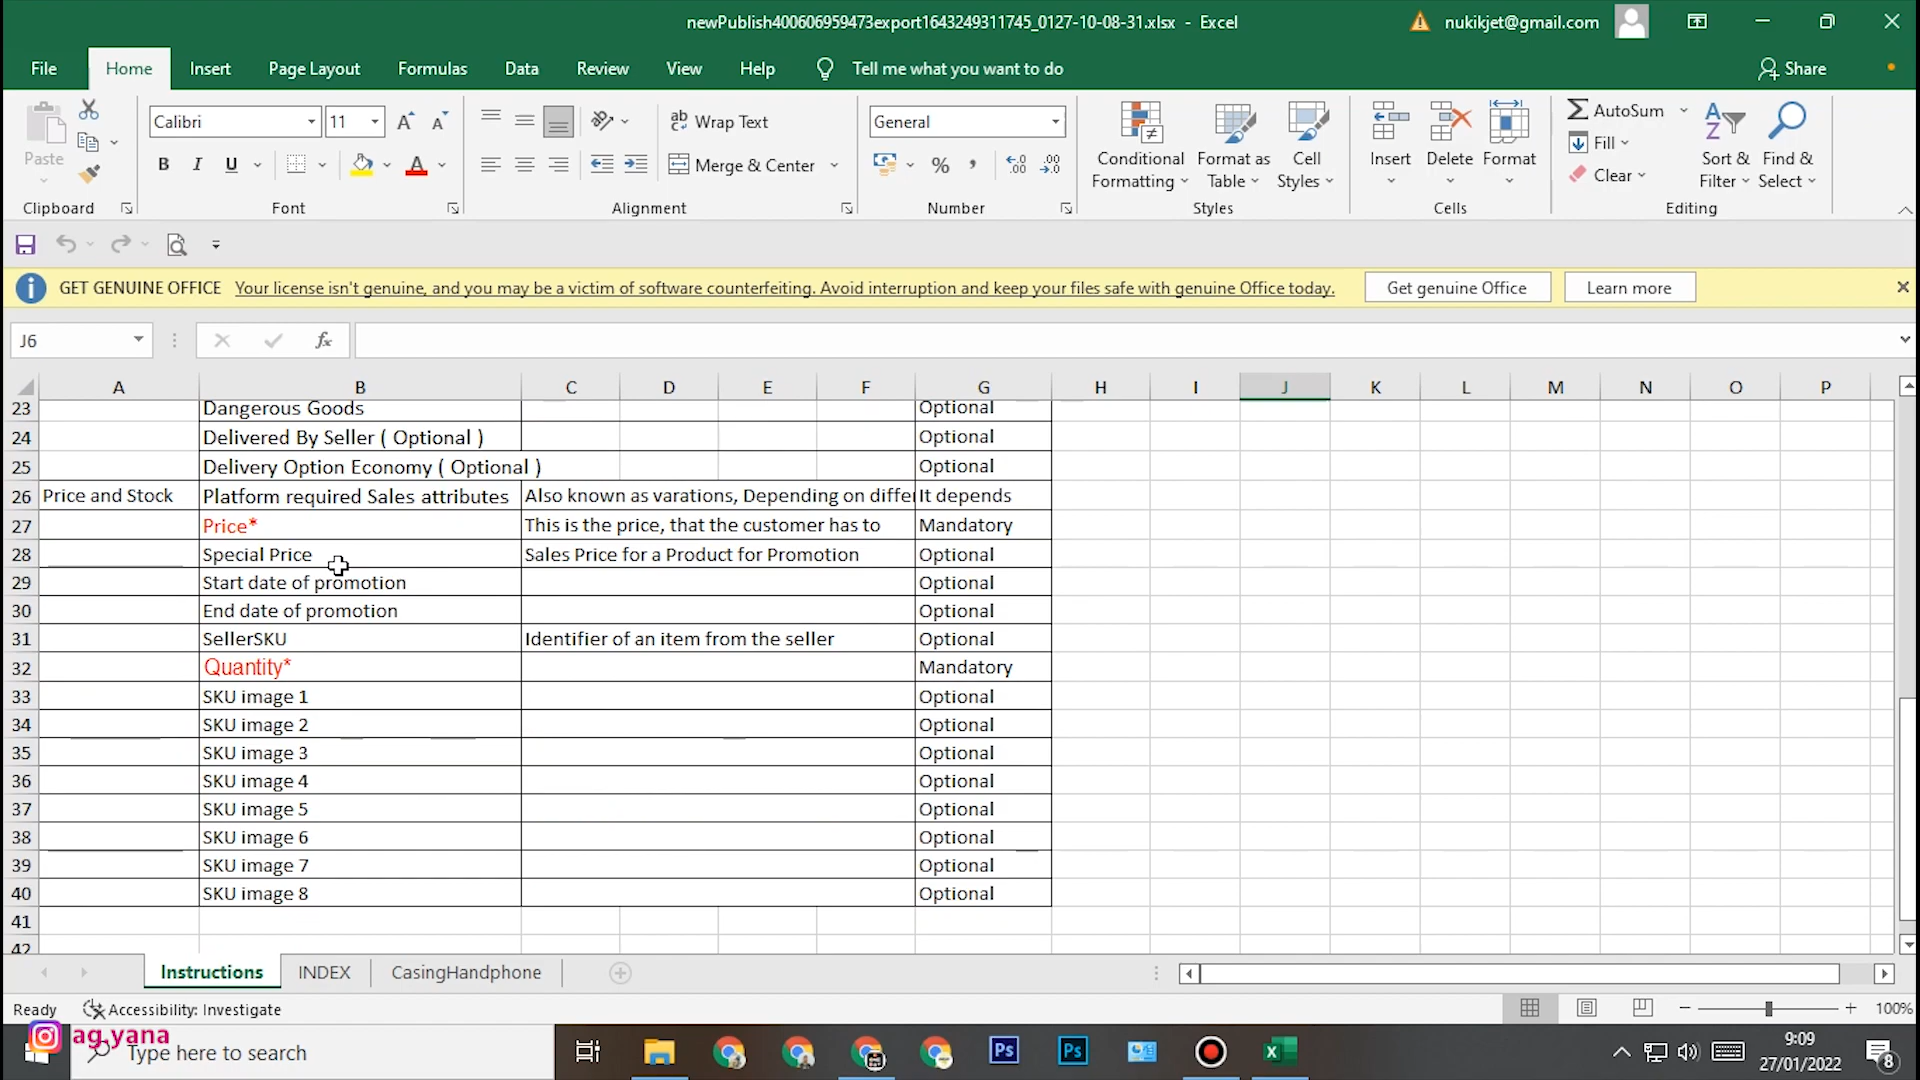 newPublish400606959473export1643249311745_0127-10-08-31.xlsx - Excel
nukikjet@gmail.com
File Home Insert Page Layout Formulas Data Review View Help Tell me what you want to do Share
Paste
Clipboard
Calibri 11
B I U
Font
Wrap Text
Merge & Center
Alignment
General
Number
Conditional Formatting
Format as Table
Cell Styles
Styles
Insert Delete Format
Cells
AutoSum
Fill
Clear
Sort & Filter
Find & Select
Editing
GET GENUINE OFFICE Your license isn't genuine, and you may be a victim of software counterfeiting. Avoid interruption and keep your files safe with genuine Office today. Get genuine Office Learn more
J6 fx
A B C D E F G H I J K L M N O P
23 Dangerous Goods Optional
24 Delivered By Seller ( Optional ) Optional
25 Delivery Option Economy ( Optional ) Optional
26 Price and Stock Platform required Sales attributes Also known as varations, Depending on differ It depends
27 Price* This is the price, that the customer has to Mandatory
28 Special Price Sales Price for a Product for Promotion Optional
29 Start date of promotion Optional
30 End date of promotion Optional
31 SellerSKU Identifier of an item from the seller Optional
32 Quantity* Mandatory
33 SKU image 1 Optional
34 SKU image 2 Optional
35 SKU image 3 Optional
36 SKU image 4 Optional
37 SKU image 5 Optional
38 SKU image 6 Optional
39 SKU image 7 Optional
40 SKU image 8 Optional
41
42
Instructions INDEX CasingHandphone
Ready Accessibility: Investigate 100%
ag.yana
Type here to search
Ps Ps
9:09
27/01/2022
8